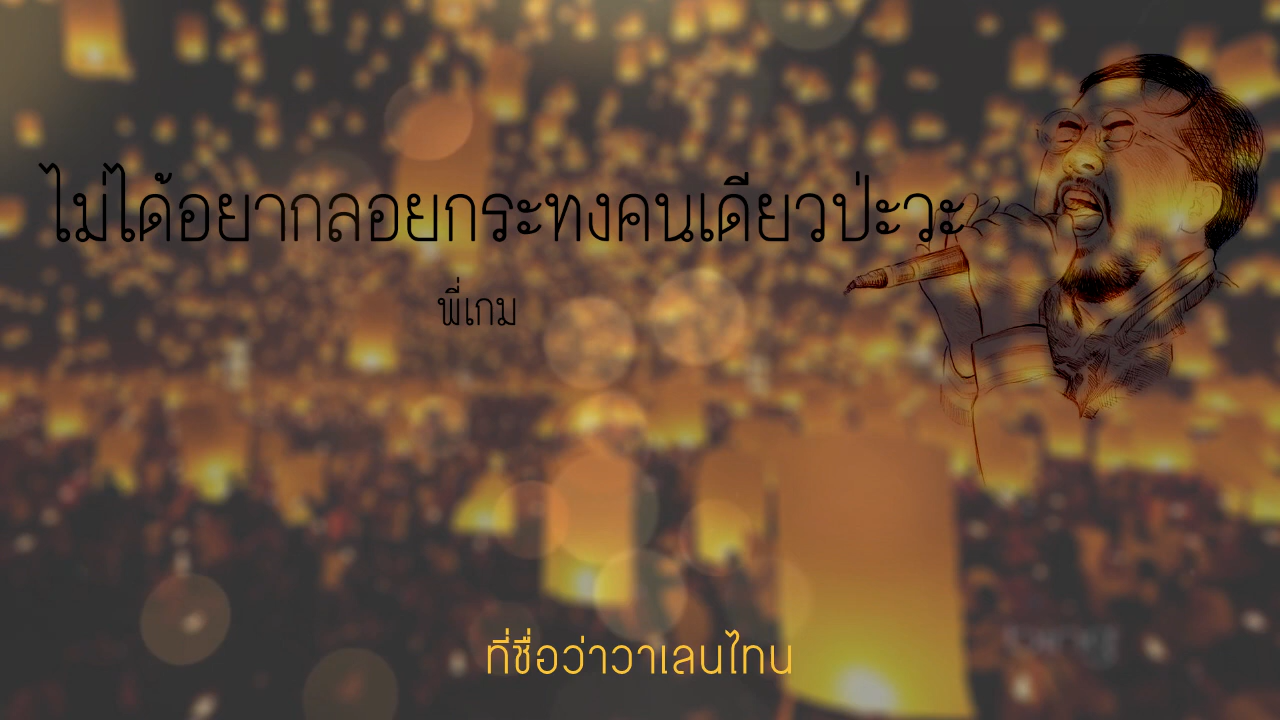 ไม่ได้อยากลอยกระทงคนเดียวป่ะวะ
พี่เกม
ที่ชื่อว่าวาเลนไทน